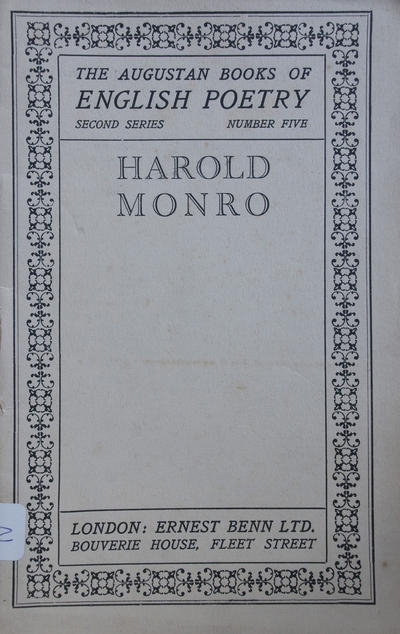 THE AUGUSTAN BOOKS OF
ENGLISH POETRY
SECOND SERIES NUMBER FIVE
HAROLD
MONRO
LONDON: ERNEST BENN LTD.
BOUVERIE HOUSE, FLEET STREET